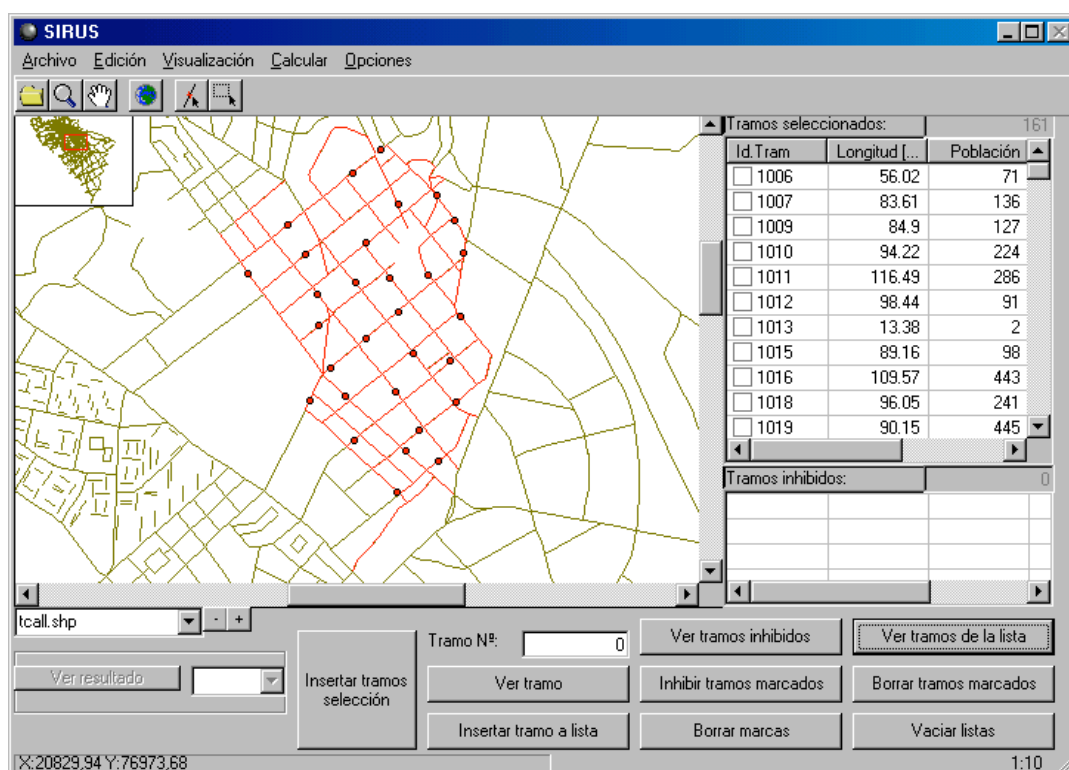 SIRUS
Archivo Edición Visualización Calcular Opciones
Tramos seleccionados: 161
Id.Tram Longitud [... Población
1006 56.02 71
1007 83.61 136
1009 84.9 127
1010 94.22 224
1011 116.49 286
1012 98.44 91
1013 13.38 2
1015 89.16 98
1016 109.57 443
1018 96.05 241
1019 90.15 445
Tramos inhibidos: 0
tcall.shp - +
Ver resultado
Insertar tramos selección
Tramo Nº: 0
Ver tramo
Insertar tramo a lista
Ver tramos inhibidos
Inhibir tramos marcados
Borrar marcas
Ver tramos de la lista
Borrar tramos marcados
Vaciar listas
X:20829,94 Y:76973,68 1:10